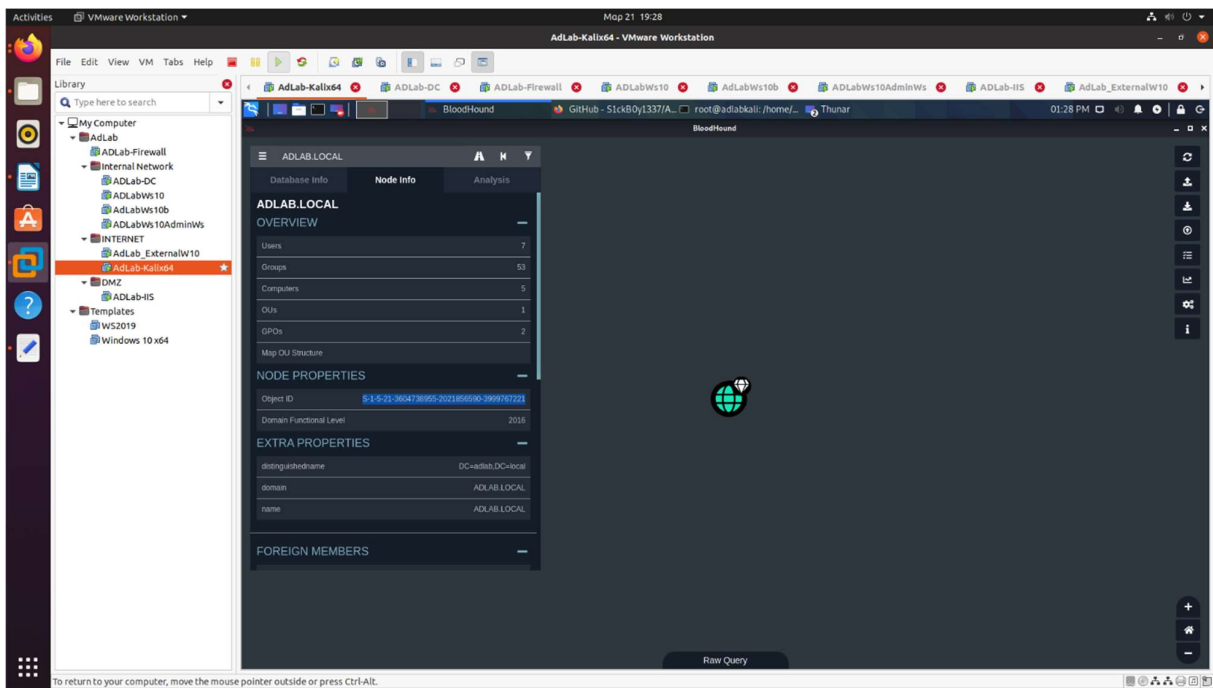 Activities VMware Workstation Мар 21 19:28
AdLab-Kalix64 - VMware Workstation
File Edit View VM Tabs Help
Library
Type here to search
My Computer
AdLab
ADLab-Firewall
Internal Network
ADLab-DC
ADLabWs10
AdLabWs10b
ADLabWs10AdminWs
INTERNET
AdLab_ExternalW10
AdLab-Kalix64
DMZ
ADLab-IIS
Templates
WS2019
Windows 10 x64
AdLab-Kalix64 ADLab-DC ADLab-Firewall ADLabWs10 AdLabWs10b ADLabWs10AdminWs ADLab-IIS AdLab_ExternalW10
BloodHound GitHub - S1ckB0y1337/A... root@adlabkali: /home/... Thunar 01:28 PM
BloodHound
ADLAB.LOCAL
Database Info Node Info Analysis
ADLAB.LOCAL
OVERVIEW
Users 7
Groups 53
Computers 5
OUs 1
GPOs 2
Map OU Structure
NODE PROPERTIES
Object ID S-1-5-21-3604738955-2021856590-3999767221
Domain Functional Level 2016
EXTRA PROPERTIES
distinguishedname DC=adlab,DC=local
domain ADLAB.LOCAL
name ADLAB.LOCAL
FOREIGN MEMBERS
Raw Query
To return to your computer, move the mouse pointer outside or press Ctrl-Alt.